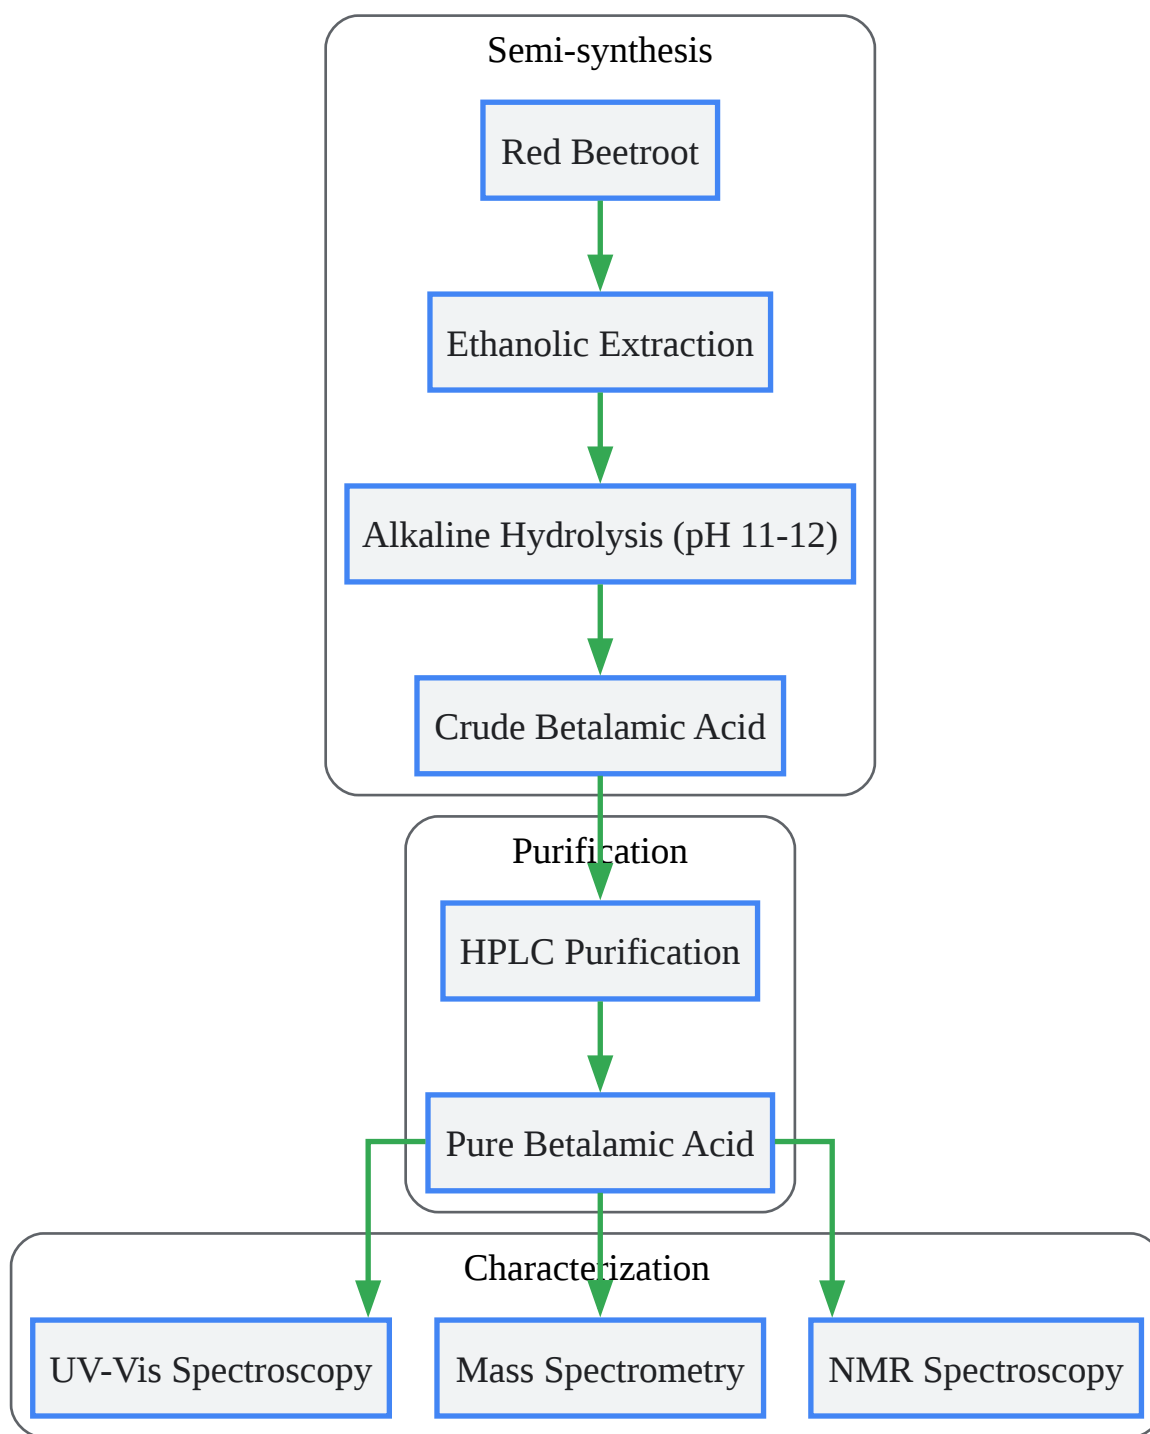 Semi-synthesis
Red Beetroot
Ethanolic Extraction
Alkaline Hydrolysis (pH 11-12)
Crude Betalamic Acid
Purification
HPLC Purification
Pure Betalamic Acid
Characterization
UV-Vis Spectroscopy
Mass Spectrometry
NMR Spectroscopy